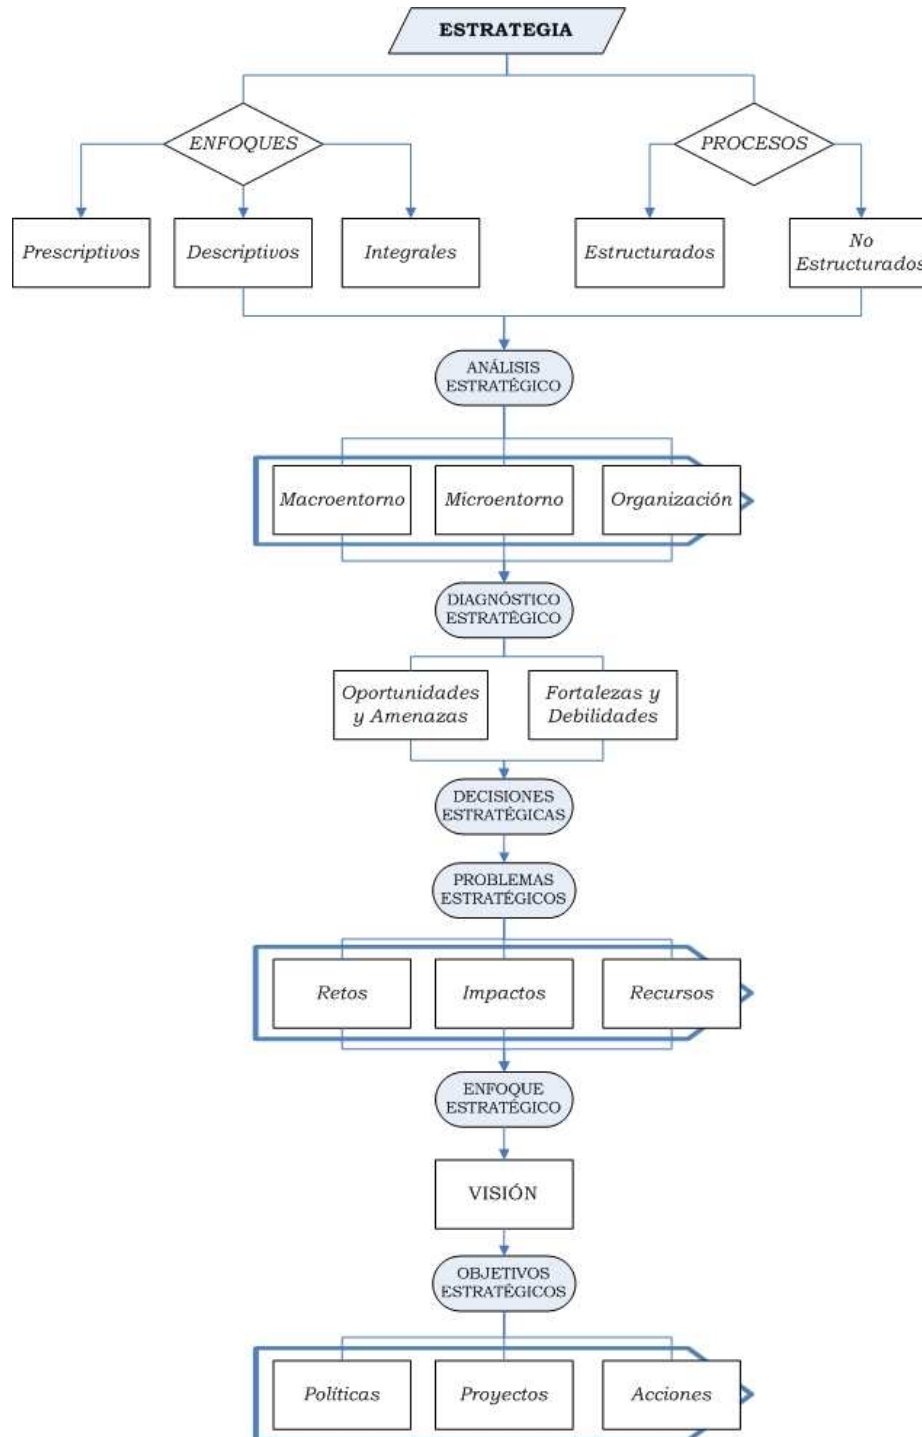 ESTRATEGIA
ENFOQUES
PROCESOS
Prescriptivos
Descriptivos
Integrales
Estructurados
No
Estructurados
ANÁLISIS
ESTRATÉGICO
Macroentorno
Microentorno
Organización
DIAGNÓSTICO
ESTRATÉGICO
Oportunidades
y Amenazas
Fortalezas y
Debilidades
DECISIONES
ESTRATÉGICAS
PROBLEMAS
ESTRATÉGICOS
Retos
Impactos
Recursos
ENFOQUE
ESTRATÉGICO
VISIÓN
OBJETIVOS
ESTRATÉGICOS
Políticas
Proyectos
Acciones